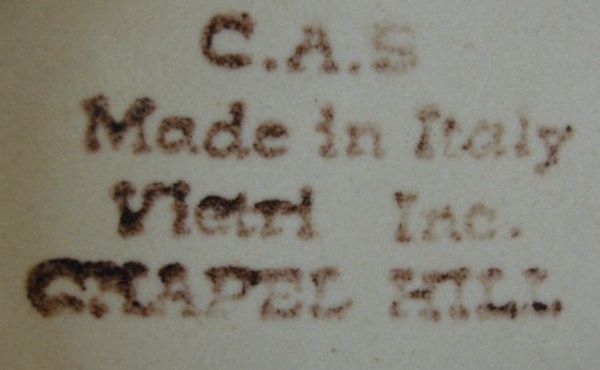 C.A.S
Made in Italy
Vietri Inc.
CHAPEL HILL